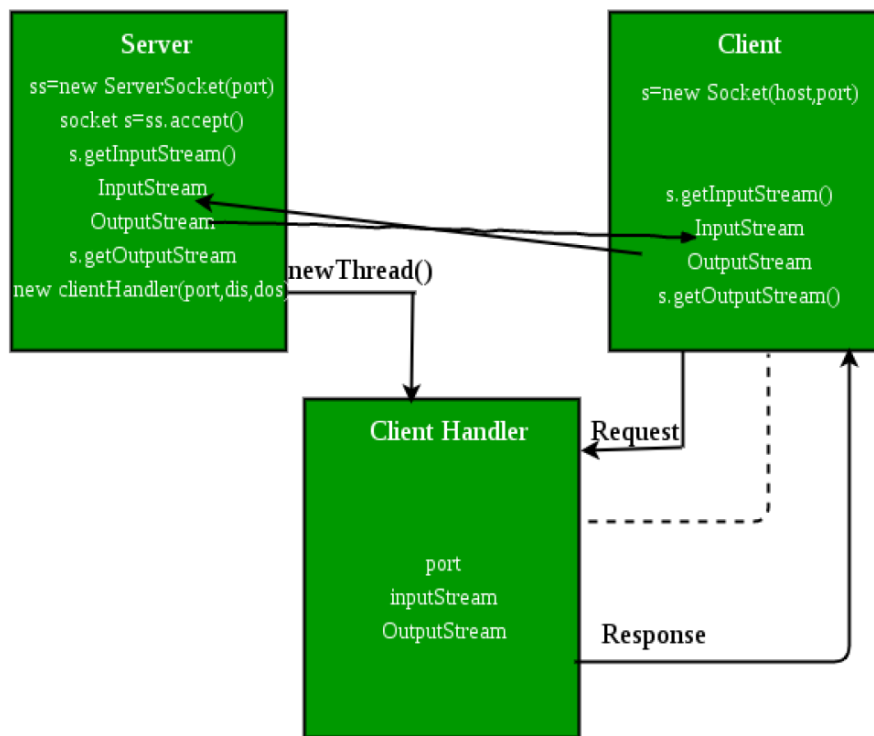 Server
ss=new ServerSocket(port)
socket s=ss.accept()
s.getInputStream()
InputStream
OutputStream
s.getOutputStream
new clientHandler(port,dis,dos)
newThread()
Client
s=new Socket(host,port)
s.getInputStream()
InputStream
OutputStream
s.getOutputStream()
Client Handler
port
inputStream
OutputStream
Request
Response